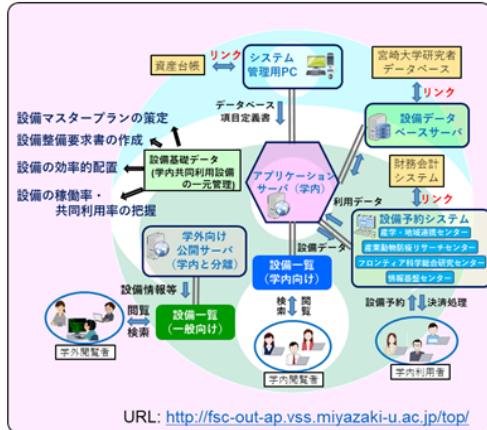 資産台帳
リンク
システム
管理用PC
宮崎大学研究者
データベース
リンク
データベース
項目定義書
設備データ
ベースサーバ
設備マスタープランの策定
設備整備要求書の作成
設備の効率的配置
設備の稼働率・
共同利用率の把握
設備基礎データ
(学内共同利用設備
の一元管理)
アプリケーション
サーバ（学内）
財務会計
システム
リンク
利用データ
設備予約システム
産学・地域連携センター
産業動物防疫リサーチセンター
フロンティア科学総合研究センター
情報基盤センター
設備データ
学外向け
公開サーバ
（学内と分離）
設備一覧
（学内向け）
設備情報等
設備一覧
（一般向け）
閲覧
検索
検索
閲覧
設備予約
決済処理
学外閲覧者
学内閲覧者
学内利用者
URL: http://fsc-out-ap.vss.miyazaki-u.ac.jp/top/